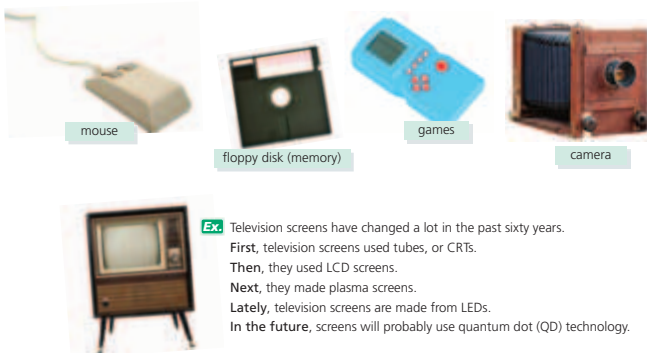 mouse
floppy disk (memory)
games
camera
Ex. Television screens have changed a lot in the past sixty years.
First, television screens used tubes, or CRTs.
Then, they used LCD screens.
Next, they made plasma screens.
Lately, television screens are made from LEDs.
In the future, screens will probably use quantum dot (QD) technology.